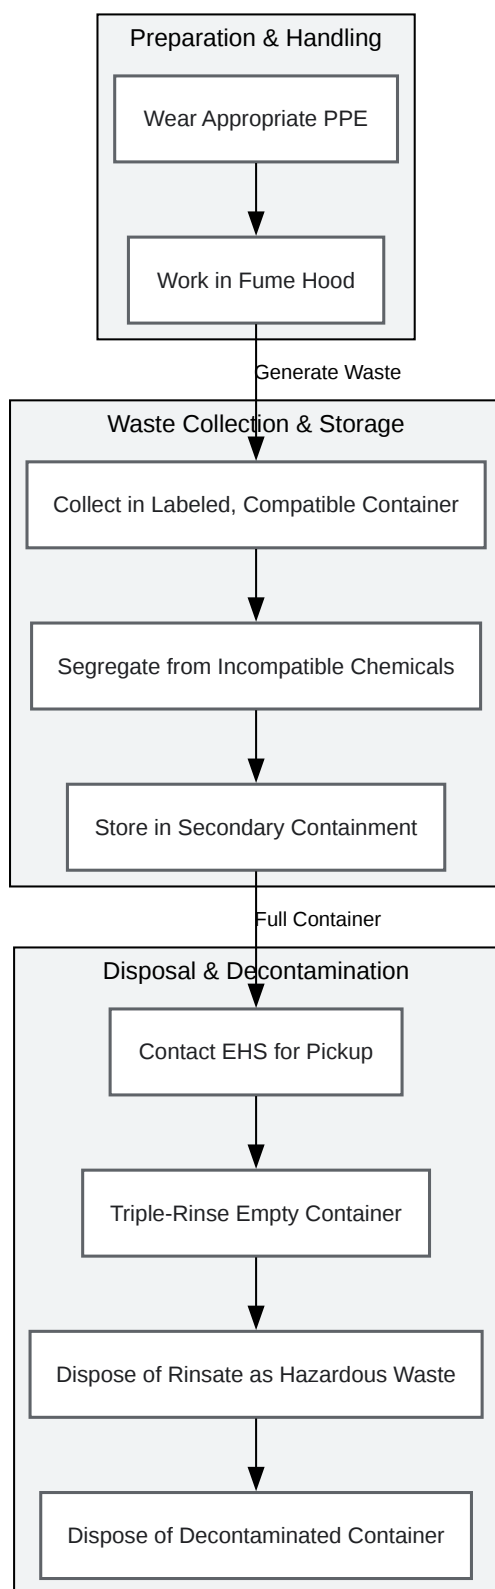 Preparation & Handling
Wear Appropriate PPE
Work in Fume Hood
Generate Waste
Waste Collection & Storage
Collect in Labeled, Compatible Container
Segregate from Incompatible Chemicals
Store in Secondary Containment
Full Container
Disposal & Decontamination
Contact EHS for Pickup
Triple-Rinse Empty Container
Dispose of Rinsate as Hazardous Waste
Dispose of Decontaminated Container